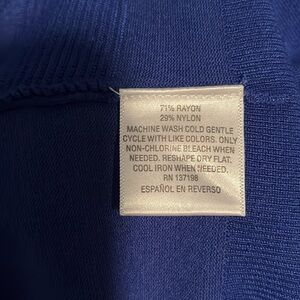 71% RAYON
29% NYLON
MACHINE WASH COLD GENTLE
CYCLE WITH LIKE COLORS. ONLY
NON-CHLORINE BLEACH WHEN
NEEDED. RESHAPE DRY FLAT.
COOL IRON WHEN NEEDED.
RN 137198
ESPAÑOL EN REVERSO